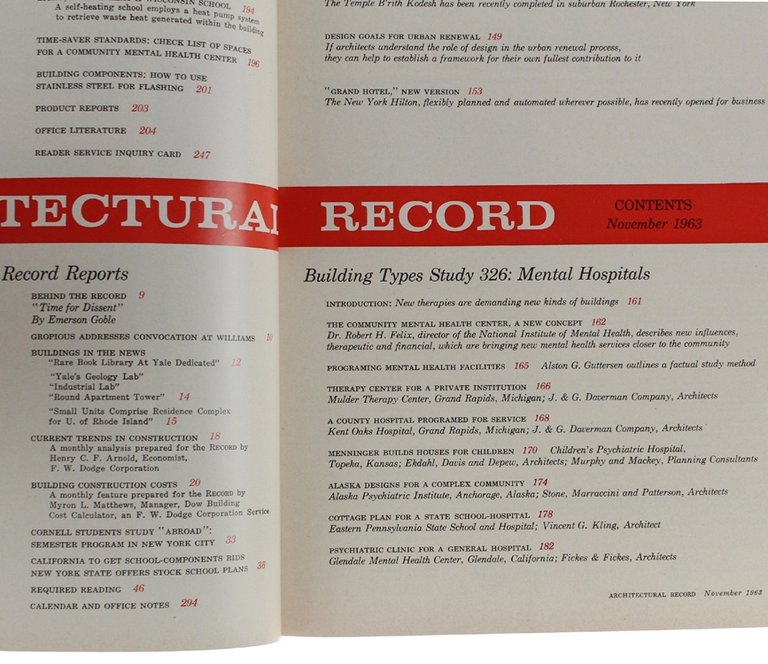 WISCONSIN SCHOOL 194
A self-heating school employs a heat pump system
to retrieve waste heat generated within the building
TIME-SAVER STANDARDS: CHECK LIST OF SPACES
FOR A COMMUNITY MENTAL HEALTH CENTER 196
BUILDING COMPONENTS: HOW TO USE
STAINLESS STEEL FOR FLASHING 201
PRODUCT REPORTS 203
OFFICE LITERATURE 204
READER SERVICE INQUIRY CARD 247
The Temple B'rith Kodesh has been recently completed in suburban Rochester, New York
DESIGN GOALS FOR URBAN RENEWAL 149
If architects understand the role of design in the urban renewal process,
they can help to establish a framework for their own fullest contribution to it
"GRAND HOTEL," NEW VERSION 153
The New York Hilton, flexibly planned and automated wherever possible, has recently opened for business
TECTURAL RECORD
CONTENTS
November 1963
Record Reports
BEHIND THE RECORD 9
"Time for Dissent"
By Emerson Goble
GROPIUS ADDRESSES CONVOCATION AT WILLIAMS 10
BUILDINGS IN THE NEWS
"Rare Book Library At Yale Dedicated" 12
"Yale's Geology Lab"
"Industrial Lab"
"Round Apartment Tower" 14
"Small Units Comprise Residence Complex
for U. of Rhode Island" 15
CURRENT TRENDS IN CONSTRUCTION 18
A monthly analysis prepared for the RECORD by
Henry C. F. Arnold, Economist,
F. W. Dodge Corporation
BUILDING CONSTRUCTION COSTS 20
A monthly feature prepared for the RECORD by
Myron L. Matthews, Manager, Dow Building
Cost Calculator, an F. W. Dodge Corporation Service
CORNELL STUDENTS STUDY "ABROAD":
SEMESTER PROGRAM IN NEW YORK CITY 33
CALIFORNIA TO GET SCHOOL-COMPONENTS BIDS
NEW YORK STATE OFFERS STOCK SCHOOL PLANS 36
REQUIRED READING 46
CALENDAR AND OFFICE NOTES 294
Building Types Study 326: Mental Hospitals
INTRODUCTION: New therapies are demanding new kinds of buildings 161
THE COMMUNITY MENTAL HEALTH CENTER, A NEW CONCEPT 162
Dr. Robert H. Felix, director of the National Institute of Mental Health, describes new influences,
therapeutic and financial, which are bringing new mental health services closer to the community
PROGRAMING MENTAL HEALTH FACILITIES 165 Alston G. Guttersen outlines a factual study method
THERAPY CENTER FOR A PRIVATE INSTITUTION 166
Mulder Therapy Center, Grand Rapids, Michigan; J. & G. Daverman Company, Architects
A COUNTY HOSPITAL PROGRAMED FOR SERVICE 168
Kent Oaks Hospital, Grand Rapids, Michigan; J. & G. Daverman Company, Architects
MENNINGER BUILDS HOUSES FOR CHILDREN 170 Children's Psychiatric Hospital,
Topeka, Kansas; Ekdahl, Davis and Depew, Architects; Murphy and Mackey, Planning Consultants
ALASKA DESIGNS FOR A COMPLEX COMMUNITY 174
Alaska Psychiatric Institute, Anchorage, Alaska; Stone, Marraccini and Patterson, Architects
COTTAGE PLAN FOR A STATE SCHOOL-HOSPITAL 178
Eastern Pennsylvania State School and Hospital; Vincent G. Kling, Architect
PSYCHIATRIC CLINIC FOR A GENERAL HOSPITAL 182
Glendale Mental Health Center, Glendale, California; Fickes & Fickes, Architects
ARCHITECTURAL RECORD November 1963